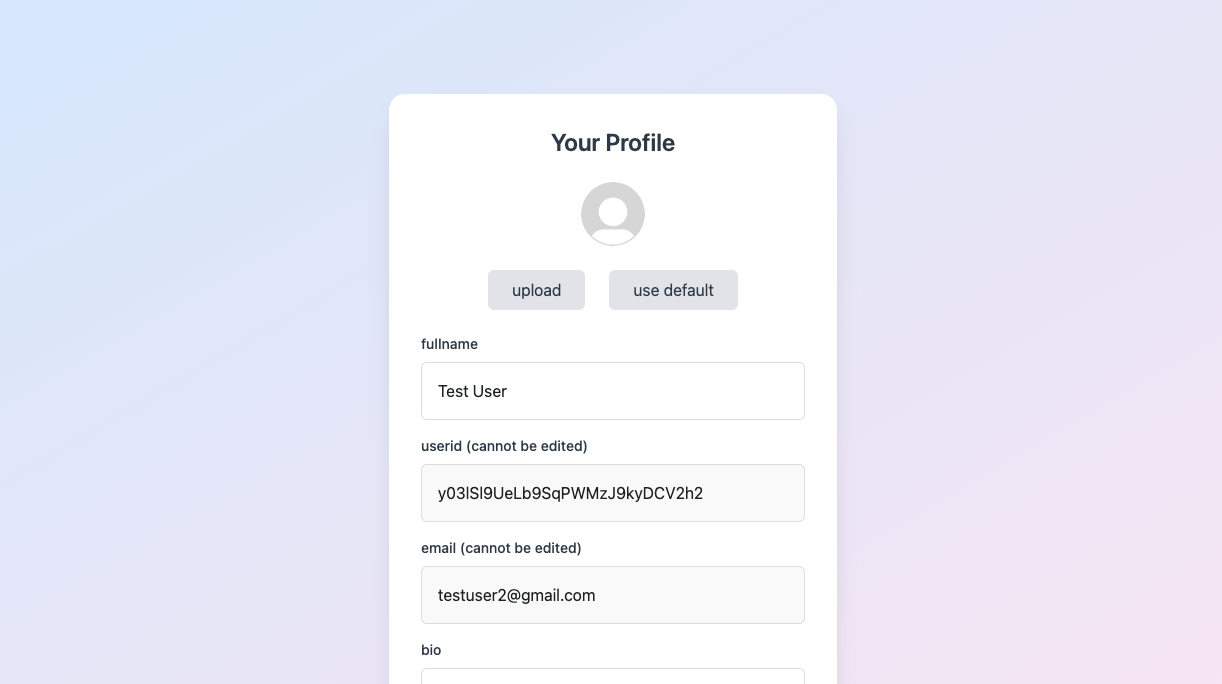 Your Profile
upload
use default
fullname
Test User
userid (cannot be edited)
y03lSl9UeLb9SqPWMzJ9kyDCV2h2
email (cannot be edited)
testuser2@gmail.com
bio